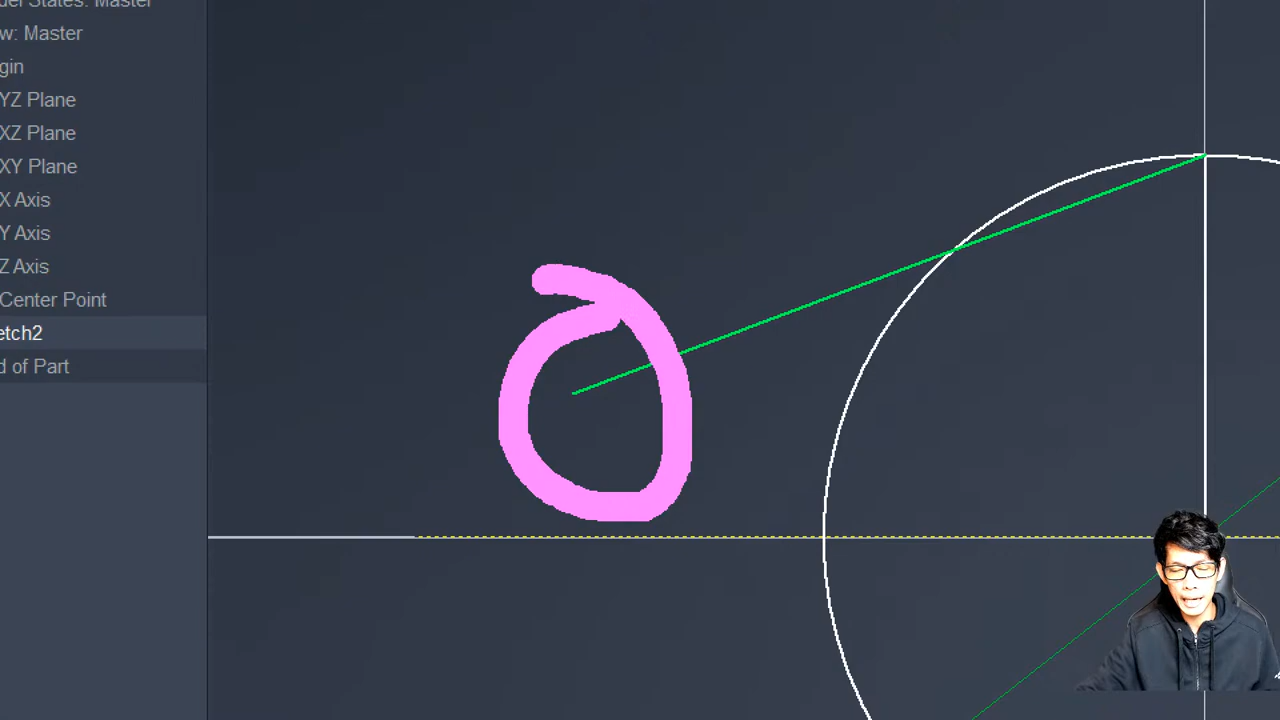 del States: Master
w: Master
gin
YZ Plane
XZ Plane
XY Plane
X Axis
Y Axis
Z Axis
Center Point
etch2
d of Part